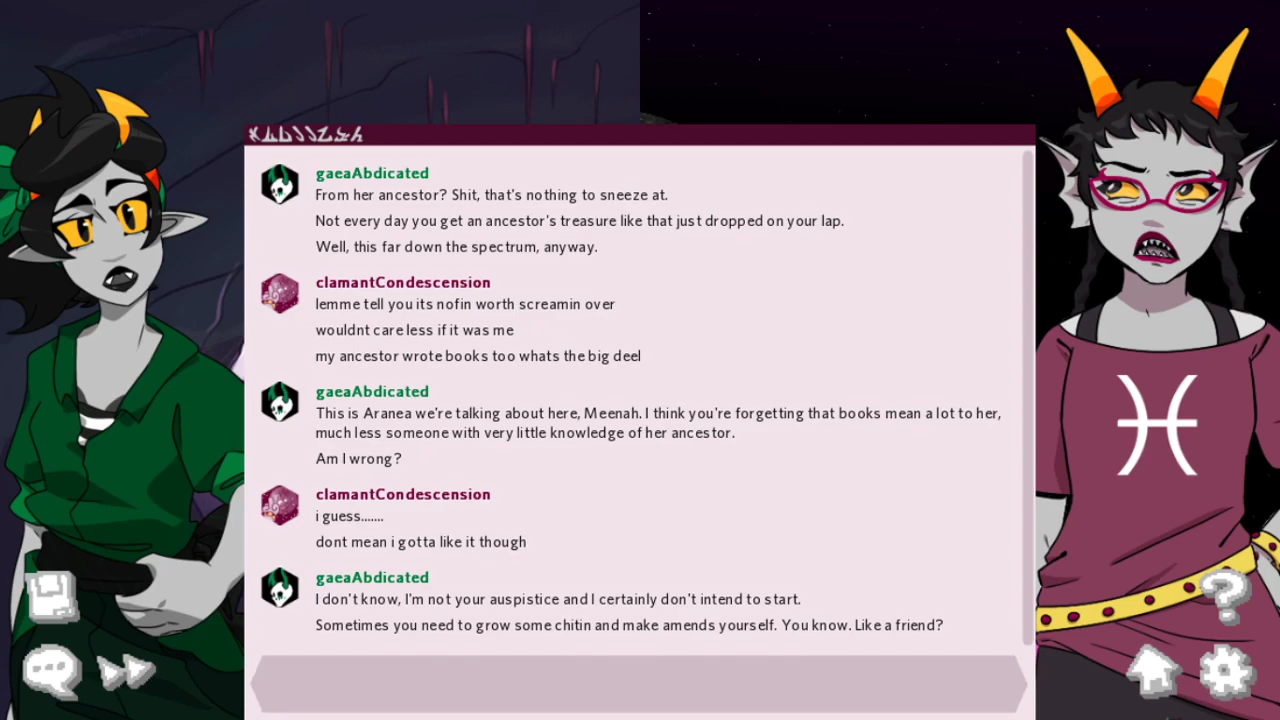 gaeaAbdicated
From her ancestor? Shit, that's nothing to sneeze at.
Not every day you get an ancestor's treasure like that just dropped on your lap.
Well, this far down the spectrum, anyway.
clamantCondescension
lemme tell you its nofin worth screamin over
wouldnt care less if it was me
my ancestor wrote books too whats the big deel
gaeaAbdicated
This is Aranea we're talking about here, Meenah. I think you're forgetting that books mean a lot to her,
much less someone with very little knowledge of her ancestor.
Am I wrong?
clamantCondescension
i guess.......
dont mean i gotta like it though
gaeaAbdicated
I don't know, I'm not your auspistice and I certainly don't intend to start.
Sometimes you need to grow some chitin and make amends yourself. You know. Like a friend?